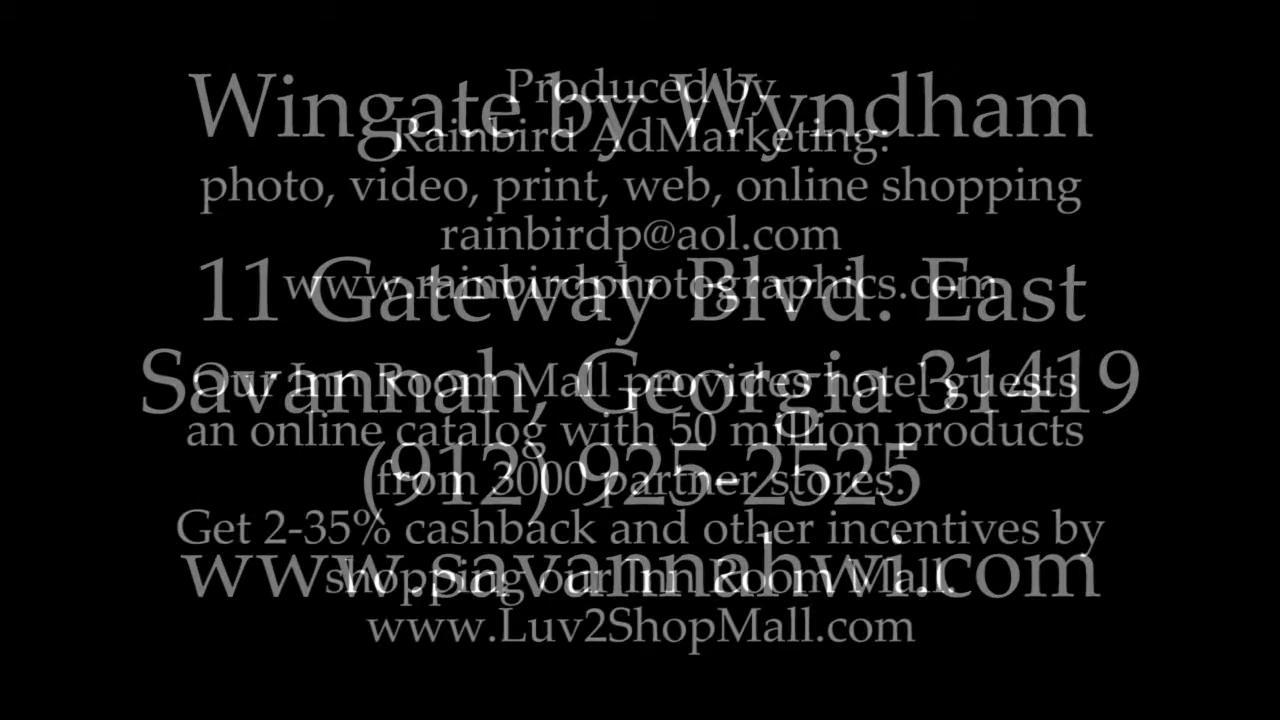 Wingate by Wyndham
11 Gateway Blvd. East
Savannah, Georgia 31419
(912) 925-2525
www.savannahwi.com
Produced by
Rainbird AdMarketing:
photo, video, print, web, online shopping
rainbirdp@aol.com
www.rainbirdphotographics.com
Our Inn Room Mall provides hotel guests
an online catalog with 50 million products
from 3000 partner stores.
Get 2-35% cashback and other incentives by
shopping our Inn Room Mall.
www.Luv2ShopMall.com